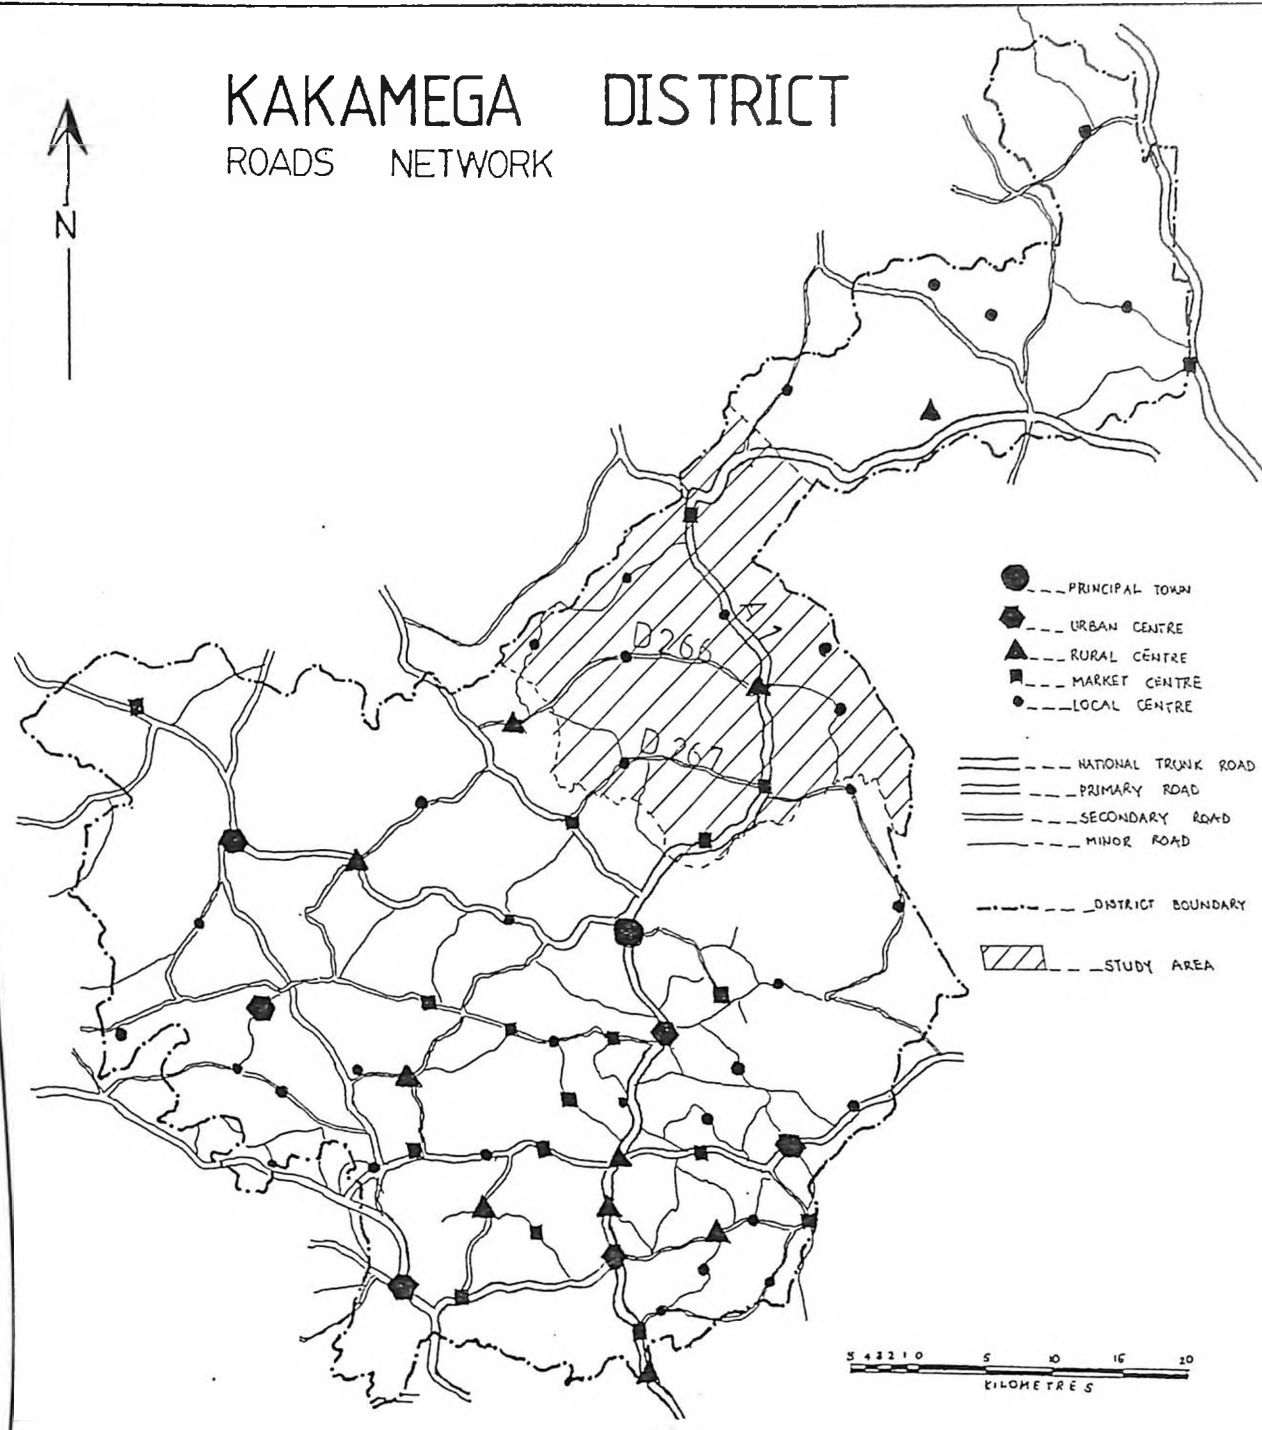 KAKAMEGA DISTRICT
ROADS NETWORK
N
A1
D266
D267
PRINCIPAL TOWN
URBAN CENTRE
RURAL CENTRE
MARKET CENTRE
LOCAL CENTRE
NATIONAL TRUNK ROAD
PRIMARY ROAD
SECONDARY ROAD
MINOR ROAD
DISTRICT BOUNDARY
STUDY AREA
5 4 3 2 1 0 5 10 15 20
KILOMETRES